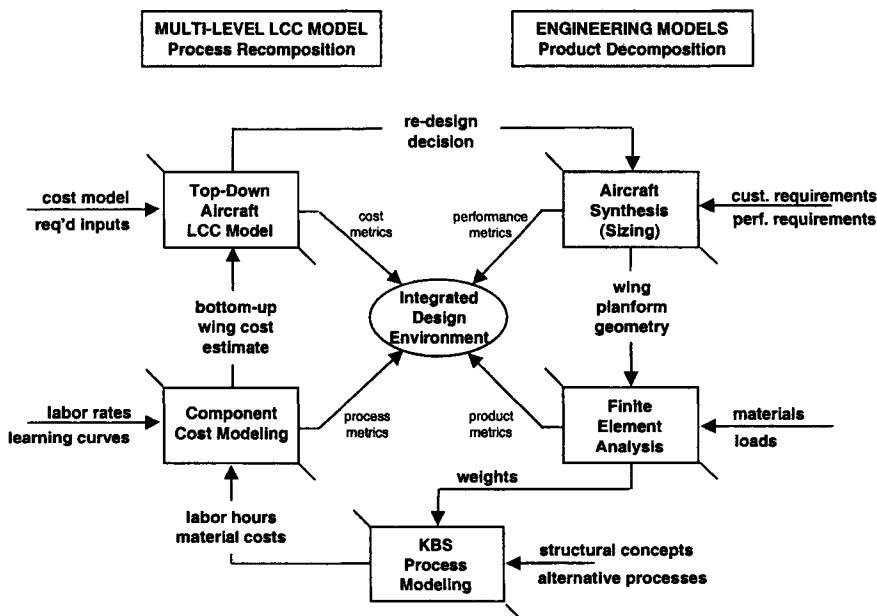 MULTI-LEVEL LCC MODEL
Process Recomposition
ENGINEERING MODELS
Product Decomposition
re-design
decision
cost model
req'd inputs
Top-Down
Aircraft
LCC Model
cost
metrics
performance
metrics
Aircraft
Synthesis
(Sizing)
cust. requirements
perf. requirements
bottom-up
wing cost
estimate
Integrated
Design
Environment
wing
planform
geometry
labor rates
learning curves
Component
Cost Modeling
process
metrics
product
metrics
Finite
Element
Analysis
materials
loads
weights
labor hours
material costs
KBS
Process
Modeling
structural concepts
alternative processes